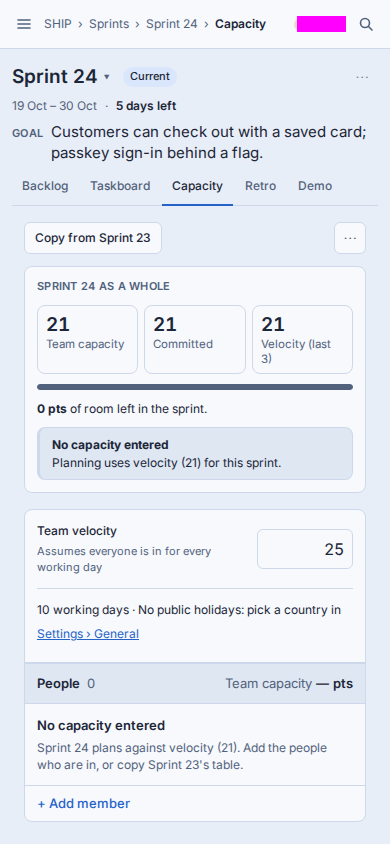 SHIP › Sprints › Sprint 24 › Capacity
Sprint 24 ▾ Current ...
19 Oct – 30 Oct · 5 days left
GOAL Customers can check out with a saved card;
passkey sign-in behind a flag.
Backlog Taskboard Capacity Retro Demo
Copy from Sprint 23 ...
SPRINT 24 AS A WHOLE
21 21 21
Team capacity Committed Velocity (last
3)
0 pts of room left in the sprint.
No capacity entered
Planning uses velocity (21) for this sprint.
Team velocity
25
Assumes everyone is in for every
working day
10 working days · No public holidays: pick a country in
Settings › General
People 0 Team capacity — pts
No capacity entered
Sprint 24 plans against velocity (21). Add the people
who are in, or copy Sprint 23's table.
+ Add member